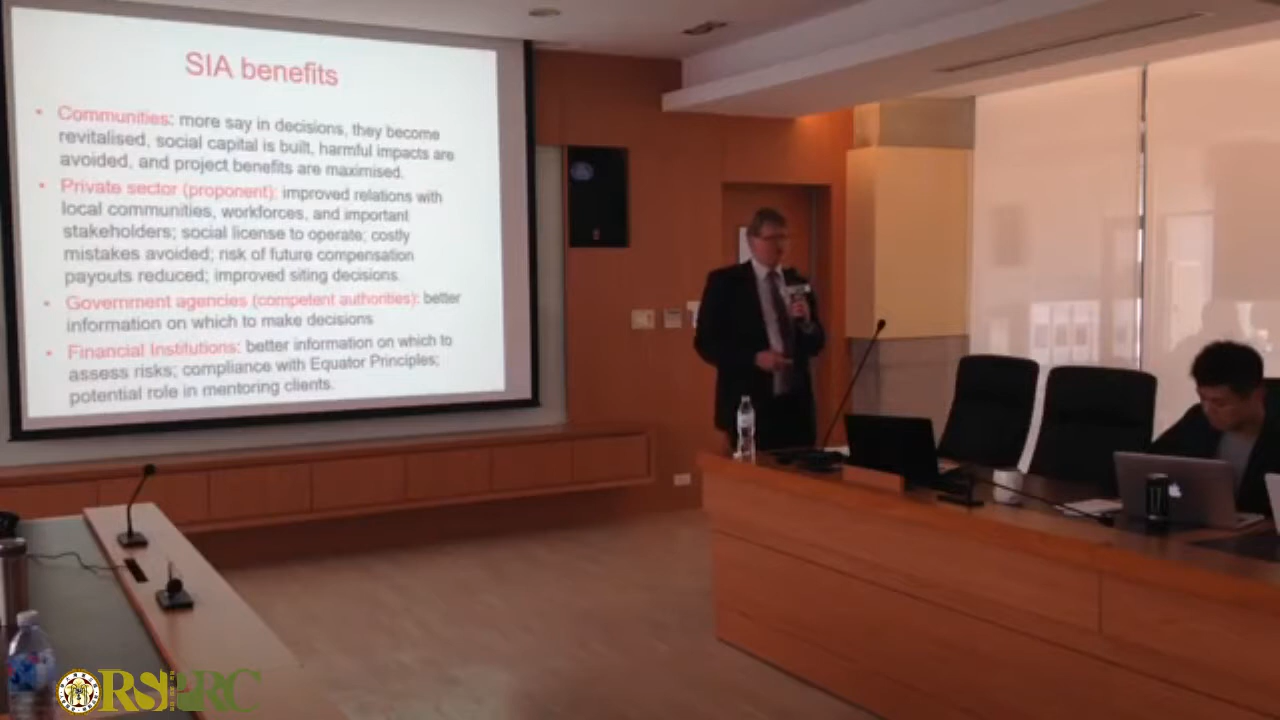 SIA benefits
• Communities: more say in decisions, they become
revitalised, social capital is built, harmful impacts are
avoided, and project benefits are maximised.
• Private sector (proponent): improved relations with
local communities, workforces, and important
stakeholders; social license to operate; costly
mistakes avoided; risk of future compensation
payouts reduced; improved siting decisions.
• Government agencies (competent authorities): better
information on which to make decisions
• Financial Institutions: better information on which to
assess risks; compliance with Equator Principles;
potential role in mentoring clients.
RSPRC